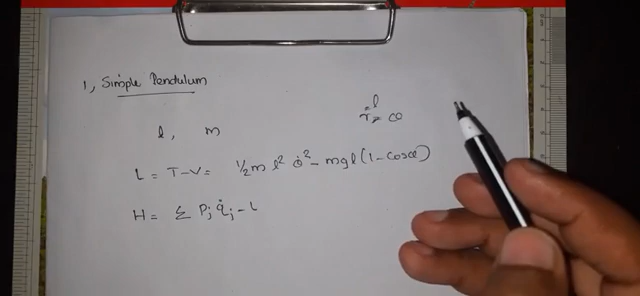 1, Simple Pendulum
l, m
l
L = T-V = ½ m l² θ̇² - mgl(1-cosθ)
H = Σ Pⱼ q̇ⱼ - L